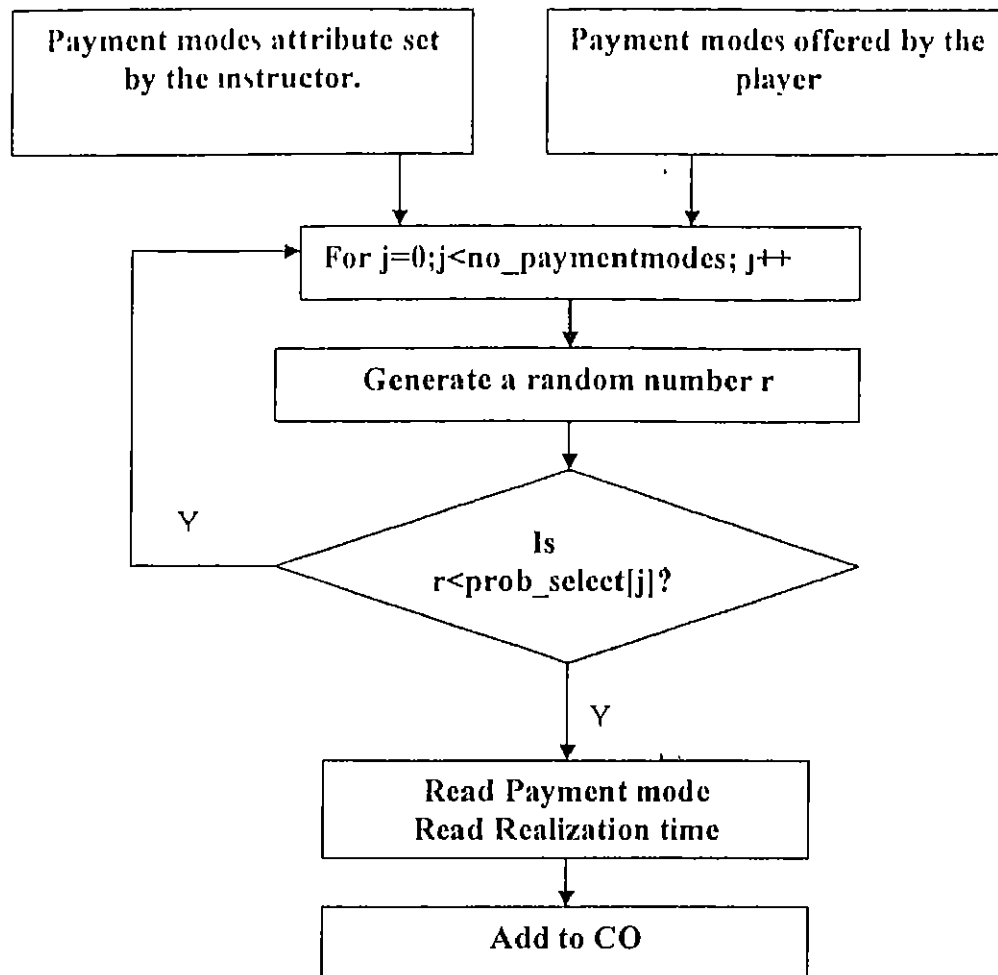 Payment modes attribute set
by the instructor.
Payment modes offered by the
player
For j=0;j<no_paymentmodes; j++
Generate a random number r
Y
Is
r<prob_select[j]?
Y
Read Payment mode
Read Realization time
Add to CO